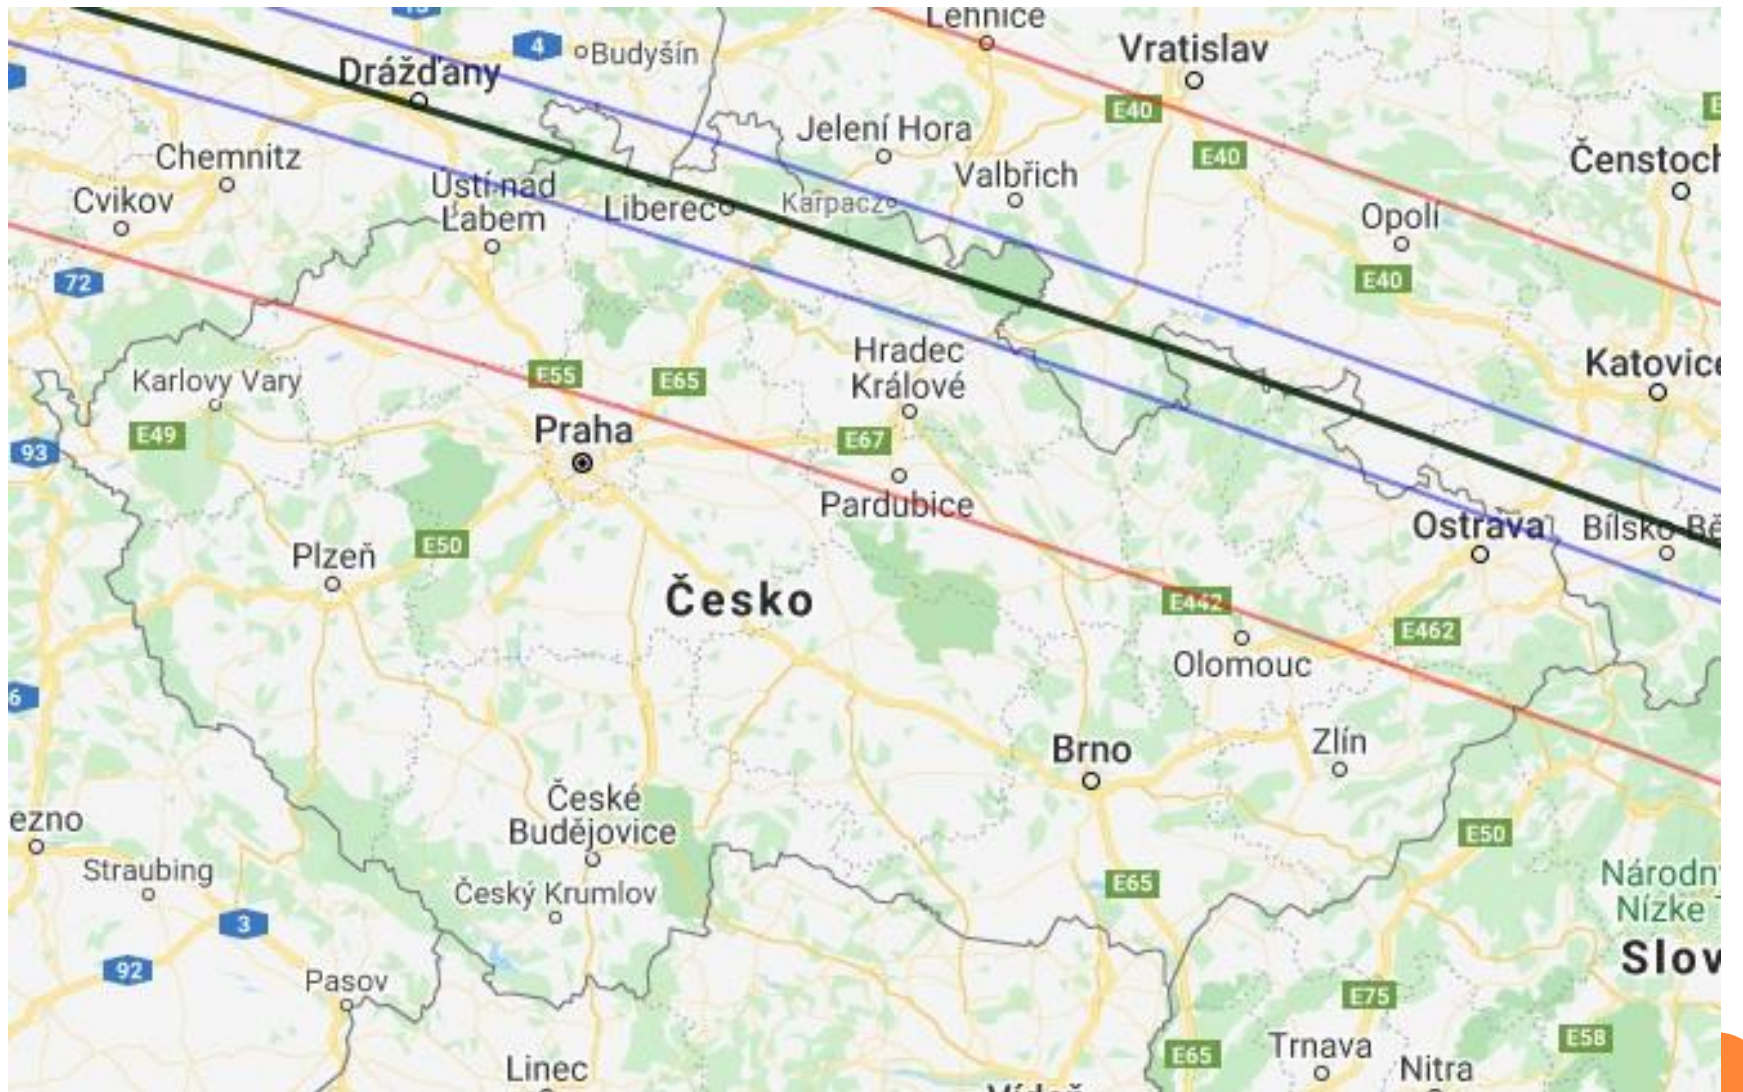 Lehnice
4
Budyšín
Vratislav
Drážďany
E40
Jelení Hora
E40
Chemnitz
Čenstoch
Valbřich
Ústí nad
Labem
Cvikov
Liberec
Karpacz
Opolí
72
E40
Hradec
Králové
Katovice
E55
E65
Karlovy Vary
Praha
E49
E67
93
Pardubice
Ostrava
Bílsko-Bě
Plzeň
E50
Česko
E442
E462
Olomouc
6
Brno
Zlín
České
Budějovice
ezno
E50
Straubing
Český Krumlov
E65
Národn
Nízke T
3
Slov
92
Pasov
E75
E58
E65
Trnava
Linec
Nitra